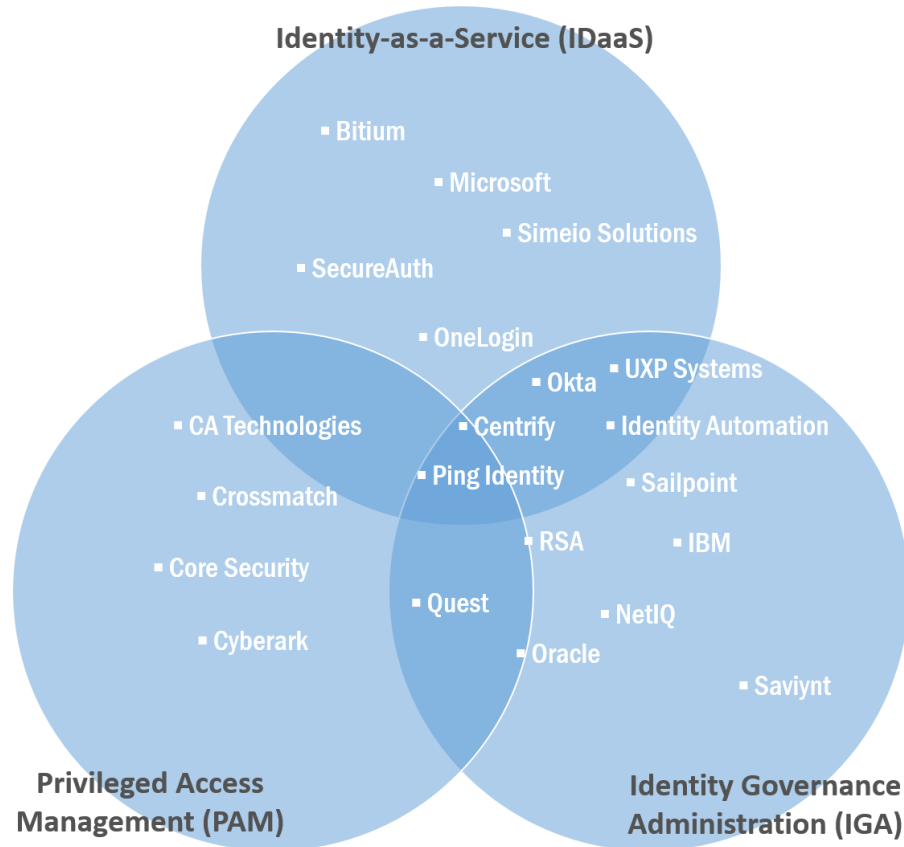 Identity-as-a-Service (IDaaS)
▪ Bitium
▪ Microsoft
▪ Simeio Solutions
▪ SecureAuth
▪ OneLogin
▪ UXP Systems
▪ Okta
▪ CA Technologies
▪ Centrify
▪ Identity Automation
▪ Ping Identity
▪ Sailpoint
▪ Crossmatch
▪ RSA
▪ IBM
▪ Core Security
▪ Quest
▪ NetIQ
▪ Cyberark
▪ Oracle
▪ Saviynt
Privileged Access
Management (PAM)
Identity Governance
Administration (IGA)